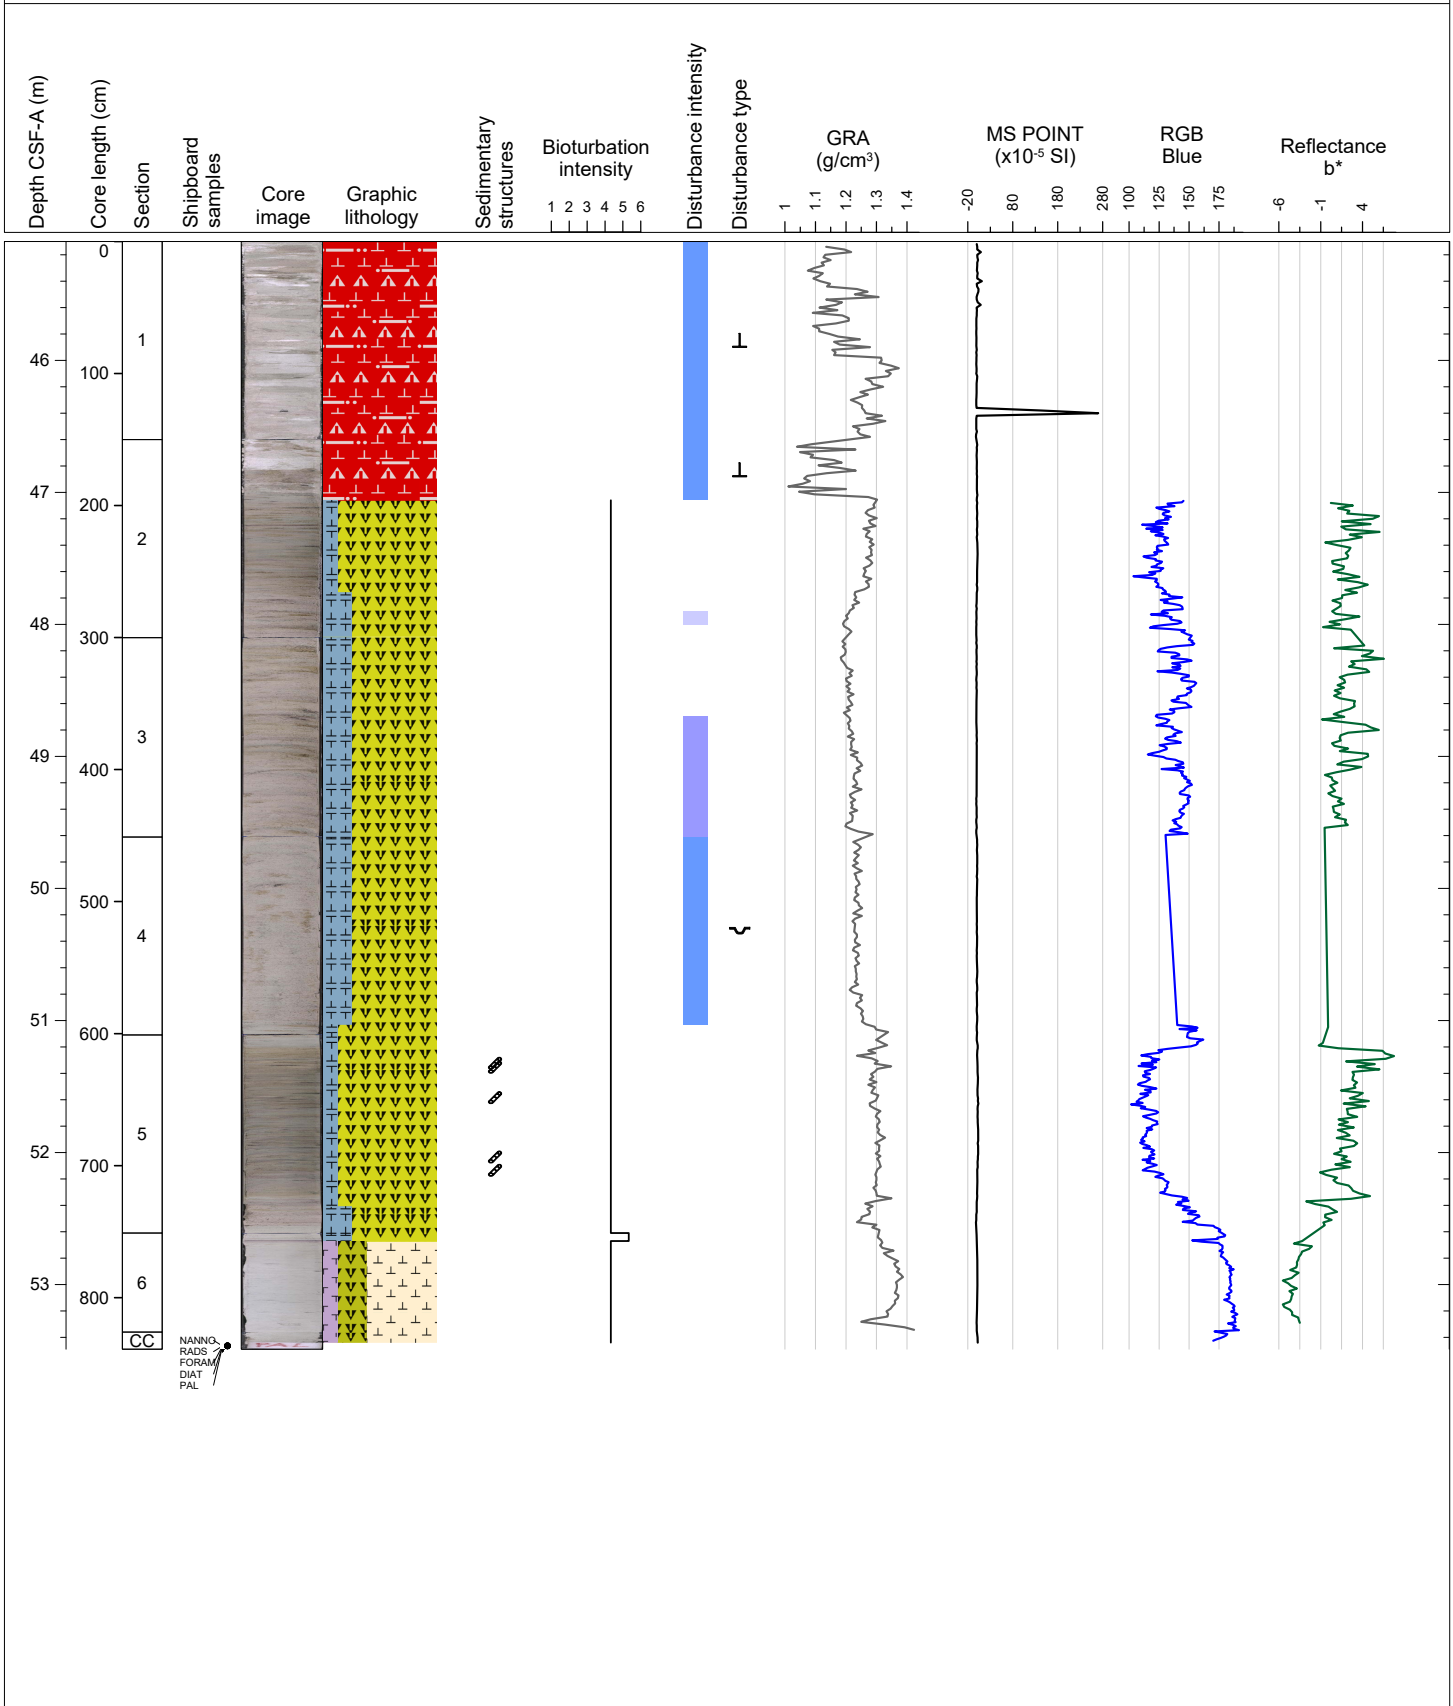 Depth CSF-A (m)
Core length (cm)
Section
Shipboard
samples
Core
image
Graphic
lithology
Sedimentary
structures
Bioturbation
intensity
1 2 3 4 5 6
Disturbance intensity
Disturbance type
GRA
(g/cm³)
1 1.1 1.2 1.3 1.4
MS POINT
(x10⁻⁵ SI)
-20 80 180 280
RGB
Blue
100 125 150 175
Reflectance
b*
-6 -1 4
0
1
46
100
47
200
2
48
300
3
49
400
50
500
4
51
600
5
52
700
53
6
800
CC
NANNO
RADS
FORAM
DIAT
PAL